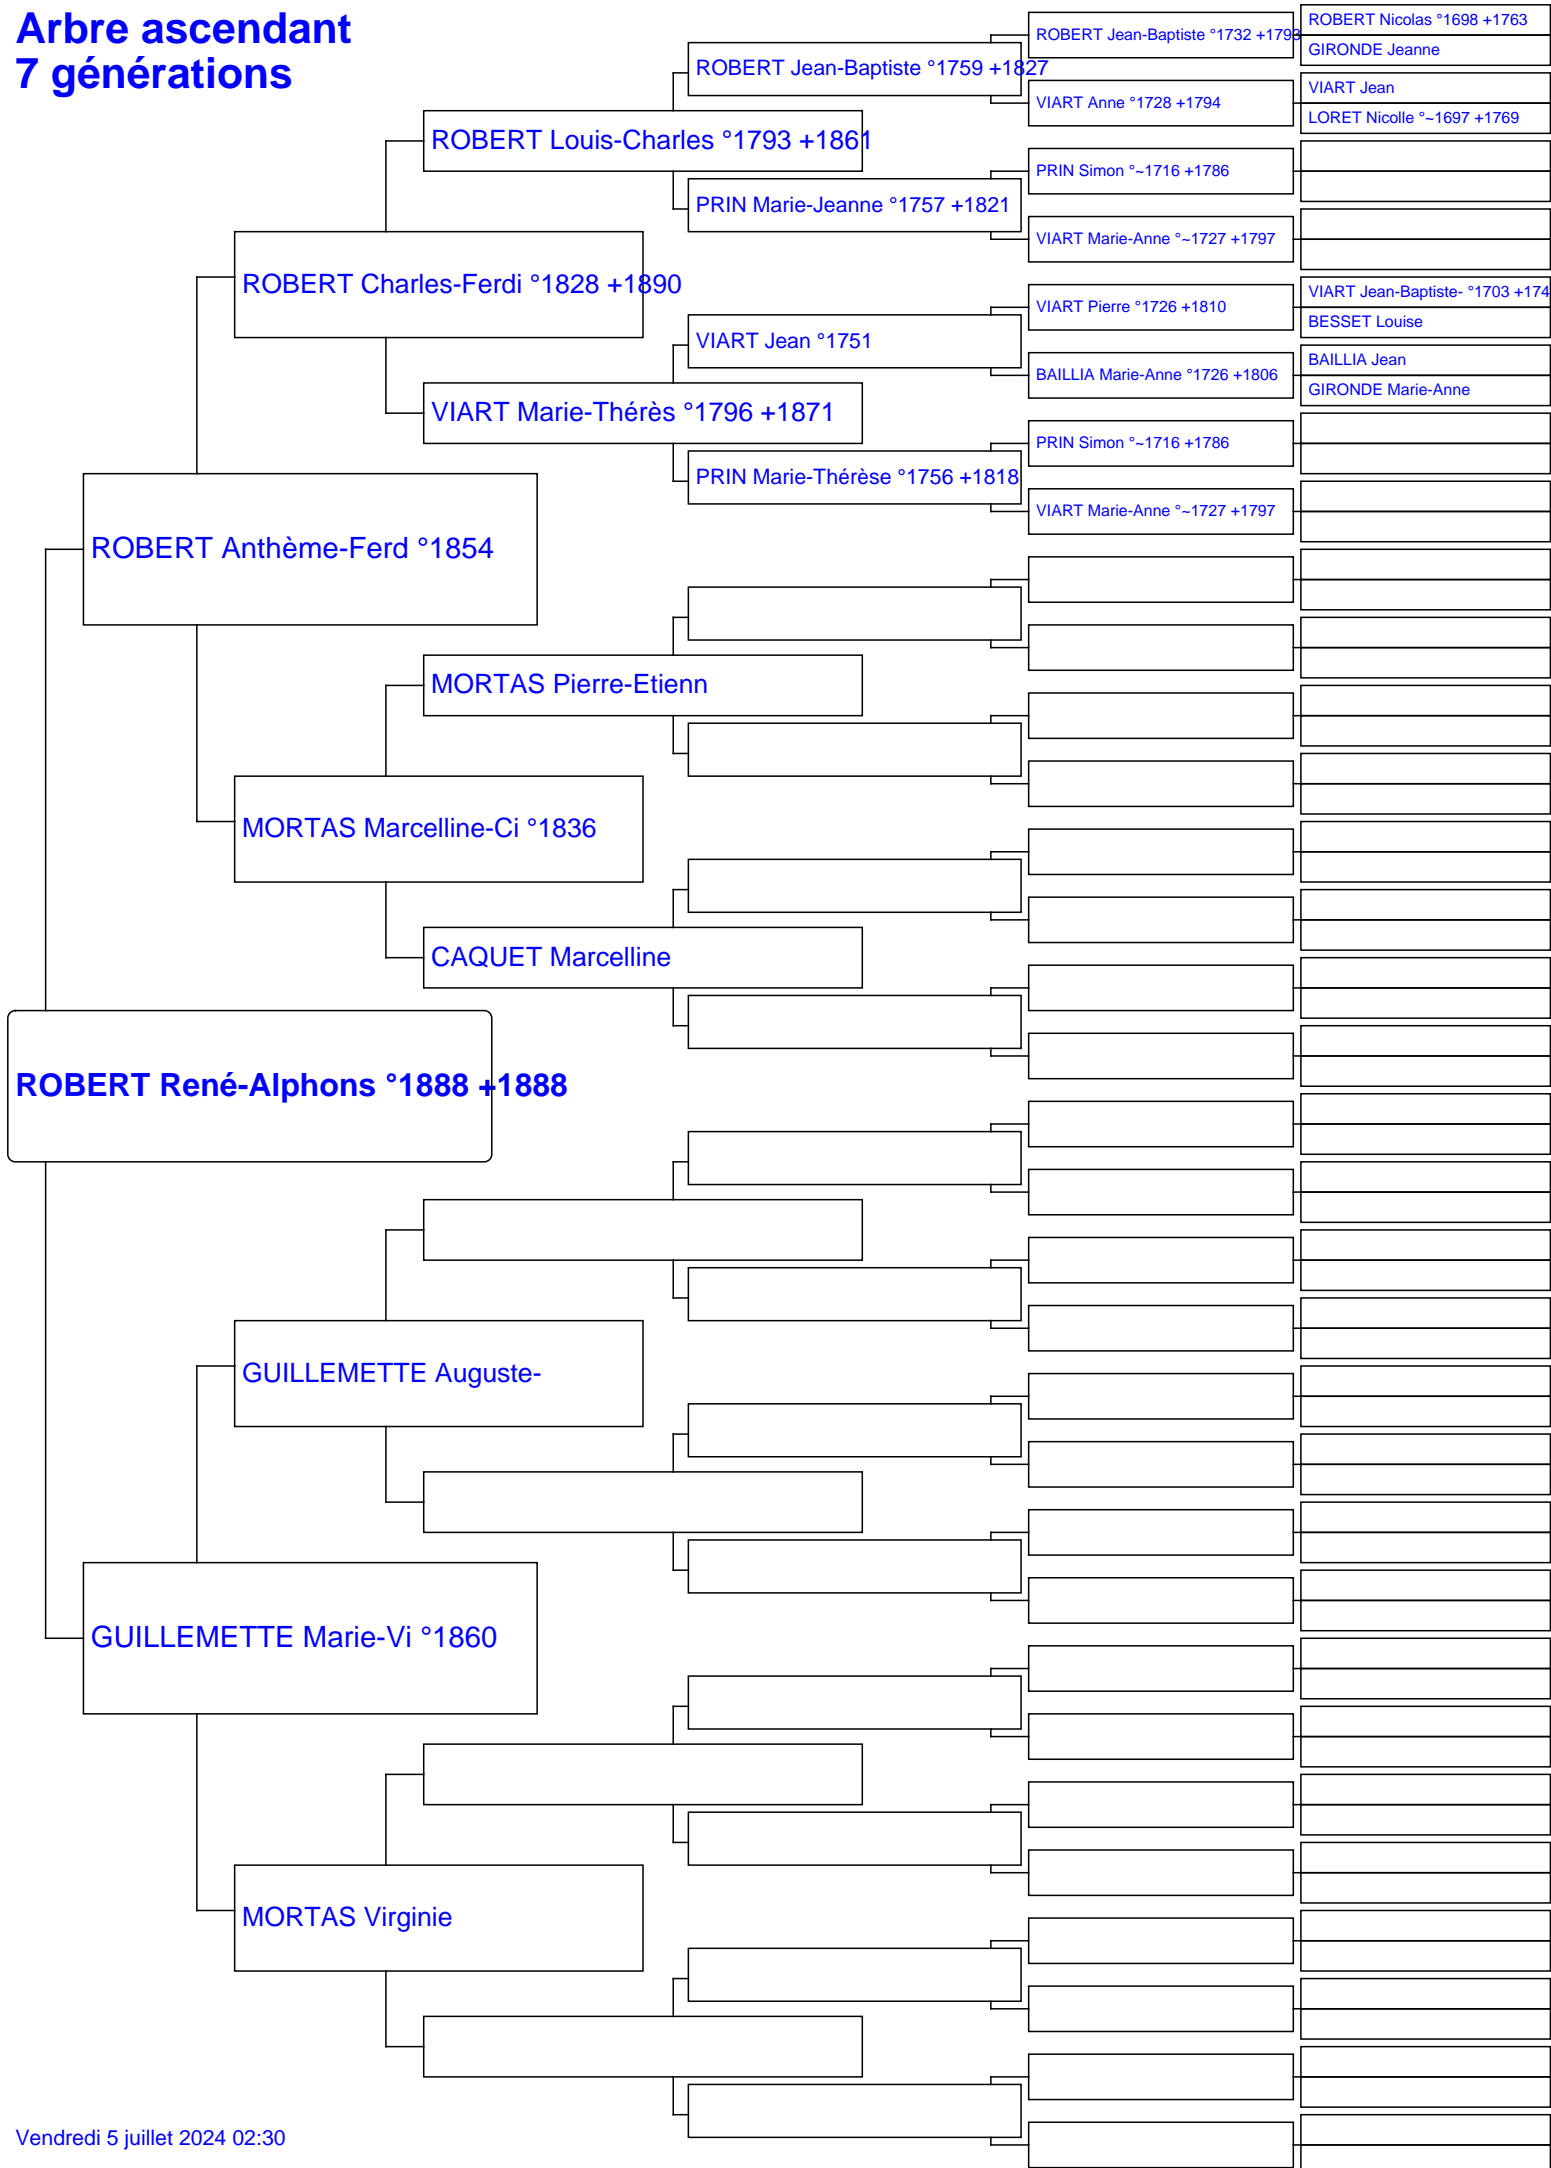 Arbre ascendant
7 générations
ROBERT Nicolas °1698 +1763
ROBERT Jean-Baptiste °1732 +1793
GIRONDE Jeanne
ROBERT Jean-Baptiste °1759 +1827
VIART Jean
VIART Anne °1728 +1794
LORET Nicolle °~1697 +1769
ROBERT Louis-Charles °1793 +1861
PRIN Simon °~1716 +1786
PRIN Marie-Jeanne °1757 +1821
VIART Marie-Anne °~1727 +1797
ROBERT Charles-Ferdi °1828 +1890
VIART Jean-Baptiste- °1703 +174
VIART Pierre °1726 +1810
BESSET Louise
VIART Jean °1751
BAILLIA Jean
BAILLIA Marie-Anne °1726 +1806
GIRONDE Marie-Anne
VIART Marie-Thérès °1796 +1871
PRIN Simon °~1716 +1786
PRIN Marie-Thérèse °1756 +1818
VIART Marie-Anne °~1727 +1797
ROBERT Anthème-Ferd °1854
MORTAS Pierre-Etienn
MORTAS Marcelline-Ci °1836
CAQUET Marcelline
ROBERT René-Alphons °1888 +1888
GUILLEMETTE Auguste-
GUILLEMETTE Marie-Vi °1860
MORTAS Virginie
Vendredi 5 juillet 2024 02:30